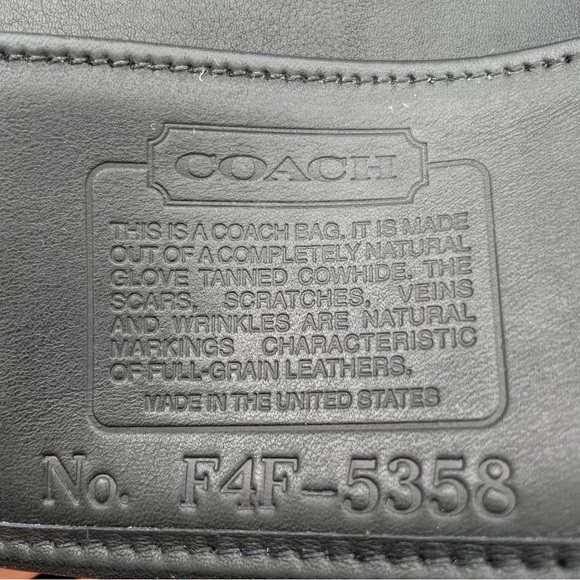 COACH
THIS IS A COACH BAG. IT IS MADE
OUT OF A COMPLETELY NATURAL
GLOVE TANNED COWHIDE. THE
SCARS, SCRATCHES, VEINS
AND WRINKLES ARE NATURAL
MARKINGS CHARACTERISTIC
OF FULL-GRAIN LEATHERS.
MADE IN THE UNITED STATES
No. F4F-5358